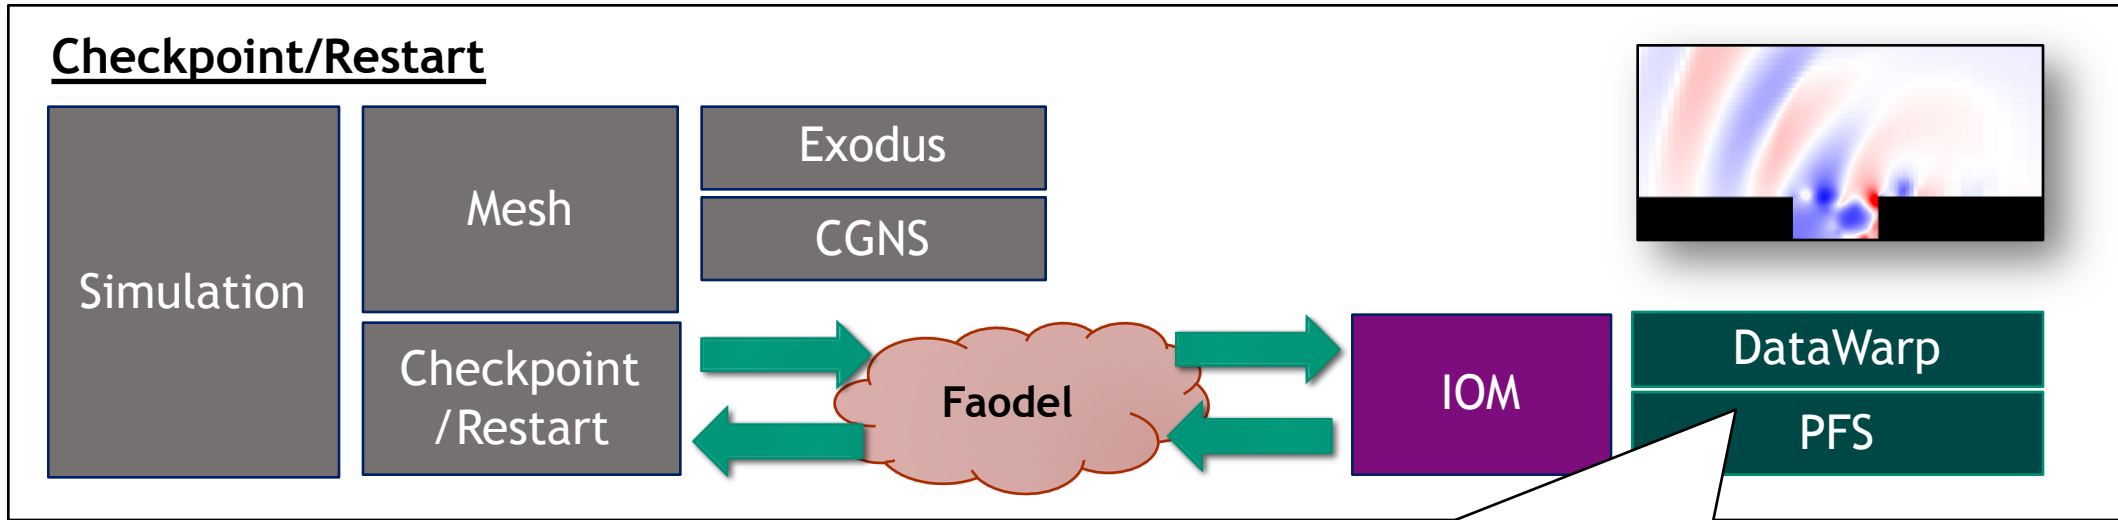 Checkpoint/Restart
Simulation
Mesh
Exodus
CGNS
Checkpoint
/Restart
Faodel
IOM
DataWarp
PFS